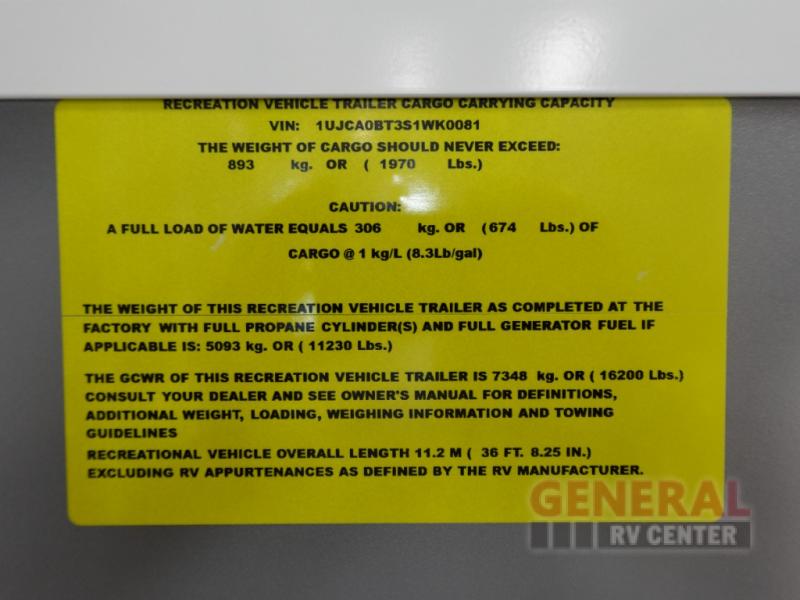 RECREATION VEHICLE TRAILER CARGO CARRYING CAPACITY
VIN: 1UJCA0BT3S1WK0081
THE WEIGHT OF CARGO SHOULD NEVER EXCEED:
893 kg. OR ( 1970 Lbs.)
CAUTION:
A FULL LOAD OF WATER EQUALS 306 kg. OR (674 Lbs.) OF
CARGO @ 1 kg/L (8.3Lb/gal)
THE WEIGHT OF THIS RECREATION VEHICLE TRAILER AS COMPLETED AT THE
FACTORY WITH FULL PROPANE CYLINDER(S) AND FULL GENERATOR FUEL IF
APPLICABLE IS: 5093 kg. OR ( 11230 Lbs.)
THE GCWR OF THIS RECREATION VEHICLE TRAILER IS 7348 kg. OR ( 16200 Lbs.)
CONSULT YOUR DEALER AND SEE OWNER'S MANUAL FOR DEFINITIONS,
ADDITIONAL WEIGHT, LOADING, WEIGHING INFORMATION AND TOWING
GUIDELINES
RECREATIONAL VEHICLE OVERALL LENGTH 11.2 M ( 36 FT. 8.25 IN.)
EXCLUDING RV APPURTENANCES AS DEFINED BY THE RV MANUFACTURER.
GENERAL
RV CENTER